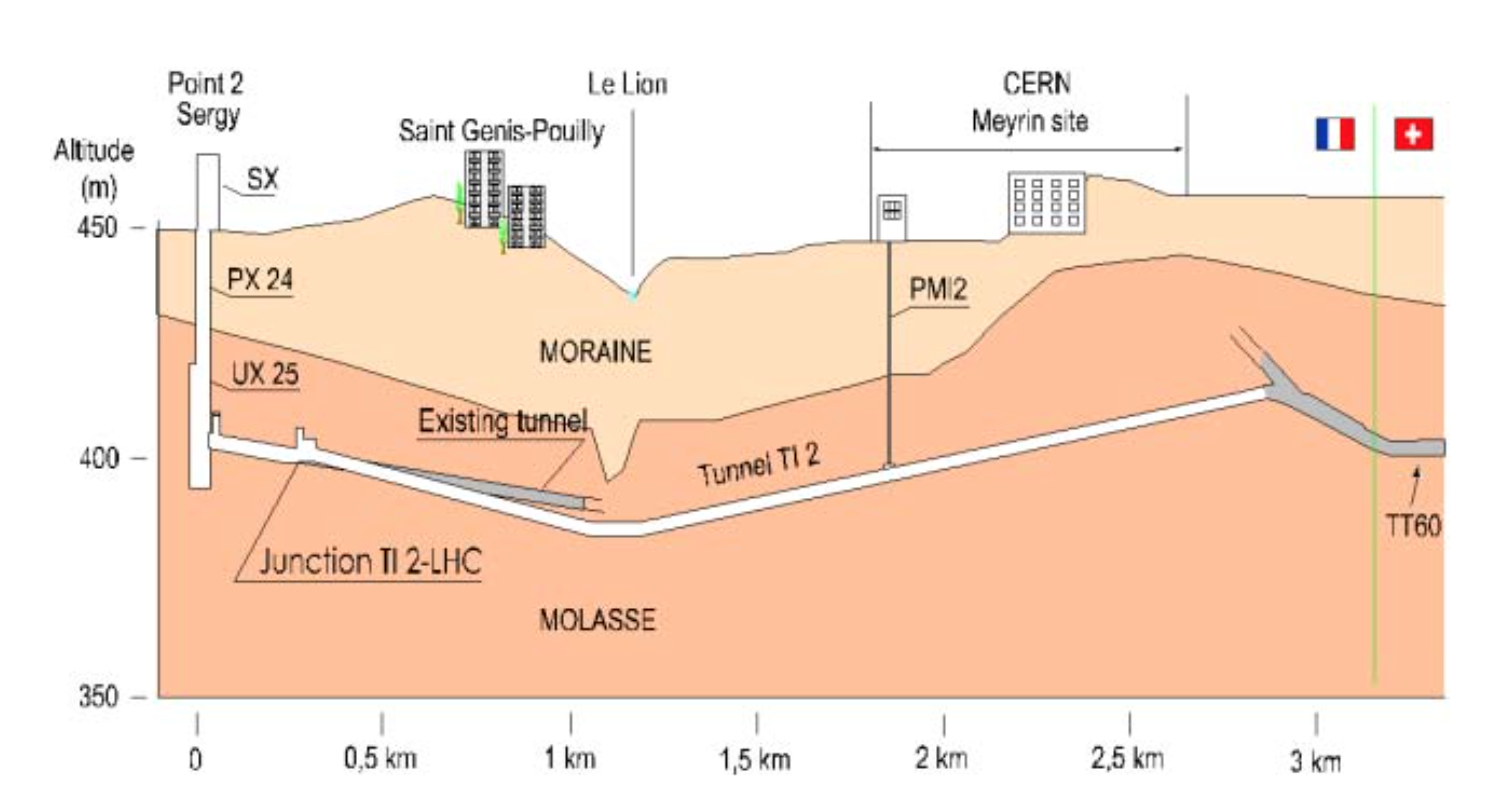 Point 2
Sergy
Le Lion
CERN
Meyrin site
Saint Genis-Pouilly
Altitude
(m)
SX
450
PX 24
PMI2
MORAINE
UX 25
Existing tunnel
400
Tunnel TI 2
TT60
Junction TI 2-LHC
MOLASSE
350
0
0,5 km
1 km
1,5 km
2 km
2,5 km
3 km